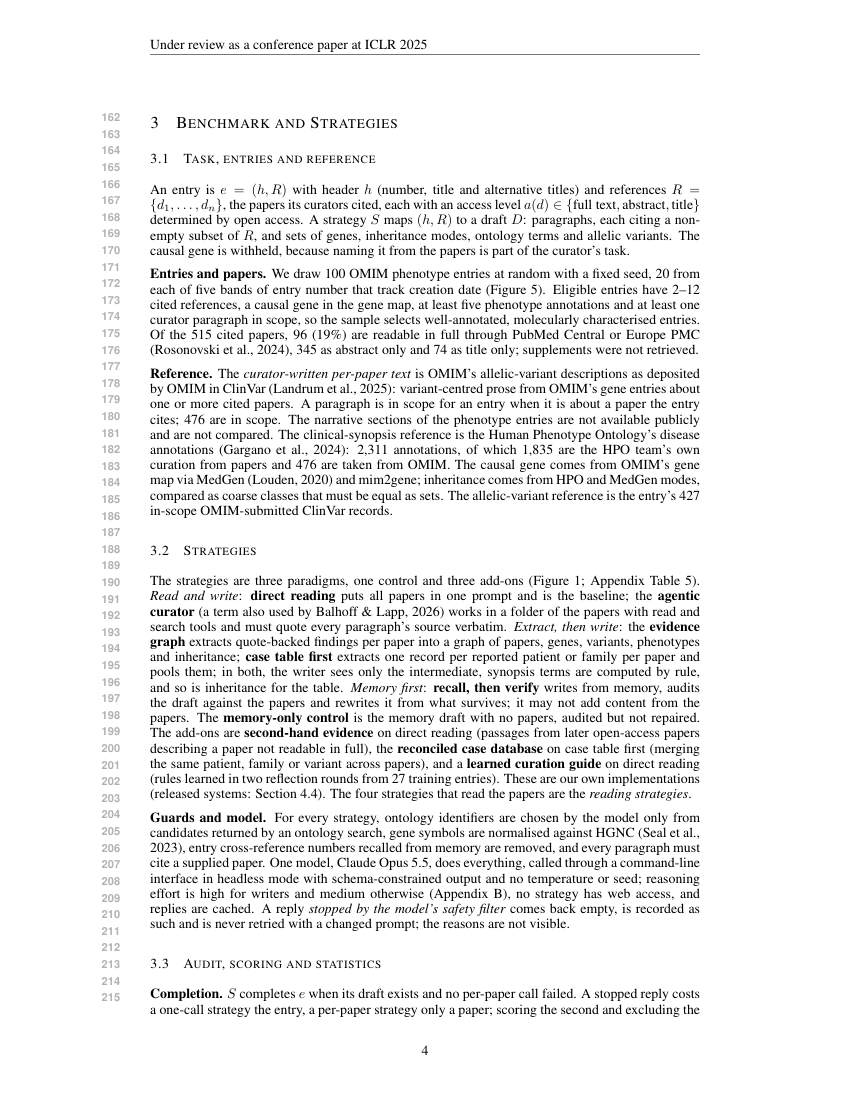 Under review as a conference paper at ICLR 2025
162
163
164
165
166
167
168
169
170
171
172
173
174
175
176
177
178
179
180
181
182
183
184
185
186
187
188
189
190
191
192
193
194
195
196
197
198
199
200
201
202
203
204
205
206
207
208
209
210
211
212
213
214
215
3 BENCHMARK AND STRATEGIES
3.1 TASK, ENTRIES AND REFERENCE
An entry is e = (h, R) with header h (number, title and alternative titles) and references R =
{d₁, . . . , dₙ}, the papers its curators cited, each with an access level a(d) ∈ {full text, abstract, title}
determined by open access. A strategy S maps (h, R) to a draft D: paragraphs, each citing a non-
empty subset of R, and sets of genes, inheritance modes, ontology terms and allelic variants. The
causal gene is withheld, because naming it from the papers is part of the curator's task.
Entries and papers. We draw 100 OMIM phenotype entries at random with a fixed seed, 20 from
each of five bands of entry number that track creation date (Figure 5). Eligible entries have 2–12
cited references, a causal gene in the gene map, at least five phenotype annotations and at least one
curator paragraph in scope, so the sample selects well-annotated, molecularly characterised entries.
Of the 515 cited papers, 96 (19%) are readable in full through PubMed Central or Europe PMC
(Rosonovski et al., 2024), 345 as abstract only and 74 as title only; supplements were not retrieved.
Reference. The curator-written per-paper text is OMIM's allelic-variant descriptions as deposited
by OMIM in ClinVar (Landrum et al., 2025): variant-centred prose from OMIM's gene entries about
one or more cited papers. A paragraph is in scope for an entry when it is about a paper the entry
cites; 476 are in scope. The narrative sections of the phenotype entries are not available publicly
and are not compared. The clinical-synopsis reference is the Human Phenotype Ontology's disease
annotations (Gargano et al., 2024): 2,311 annotations, of which 1,835 are the HPO team's own
curation from papers and 476 are taken from OMIM. The causal gene comes from OMIM's gene
map via MedGen (Louden, 2020) and mim2gene; inheritance comes from HPO and MedGen modes,
compared as coarse classes that must be equal as sets. The allelic-variant reference is the entry's 427
in-scope OMIM-submitted ClinVar records.
3.2 STRATEGIES
The strategies are three paradigms, one control and three add-ons (Figure 1; Appendix Table 5).
Read and write: direct reading puts all papers in one prompt and is the baseline; the agentic
curator (a term also used by Balhoff & Lapp, 2026) works in a folder of the papers with read and
search tools and must quote every paragraph's source verbatim. Extract, then write: the evidence
graph extracts quote-backed findings per paper into a graph of papers, genes, variants, phenotypes
and inheritance; case table first extracts one record per reported patient or family per paper and
pools them; in both, the writer sees only the intermediate, synopsis terms are computed by rule,
and so is inheritance for the table. Memory first: recall, then verify writes from memory, audits
the draft against the papers and rewrites it from what survives; it may not add content from the
papers. The memory-only control is the memory draft with no papers, audited but not repaired.
The add-ons are second-hand evidence on direct reading (passages from later open-access papers
describing a paper not readable in full), the reconciled case database on case table first (merging
the same patient, family or variant across papers), and a learned curation guide on direct reading
(rules learned in two reflection rounds from 27 training entries). These are our own implementations
(released systems: Section 4.4). The four strategies that read the papers are the reading strategies.
Guards and model. For every strategy, ontology identifiers are chosen by the model only from
candidates returned by an ontology search, gene symbols are normalised against HGNC (Seal et al.,
2023), entry cross-reference numbers recalled from memory are removed, and every paragraph must
cite a supplied paper. One model, Claude Opus 5.5, does everything, called through a command-line
interface in headless mode with schema-constrained output and no temperature or seed; reasoning
effort is high for writers and medium otherwise (Appendix B), no strategy has web access, and
replies are cached. A reply stopped by the model's safety filter comes back empty, is recorded as
such and is never retried with a changed prompt; the reasons are not visible.
3.3 AUDIT, SCORING AND STATISTICS
Completion. S completes e when its draft exists and no per-paper call failed. A stopped reply costs
a one-call strategy the entry, a per-paper strategy only a paper; scoring the second and excluding the
4